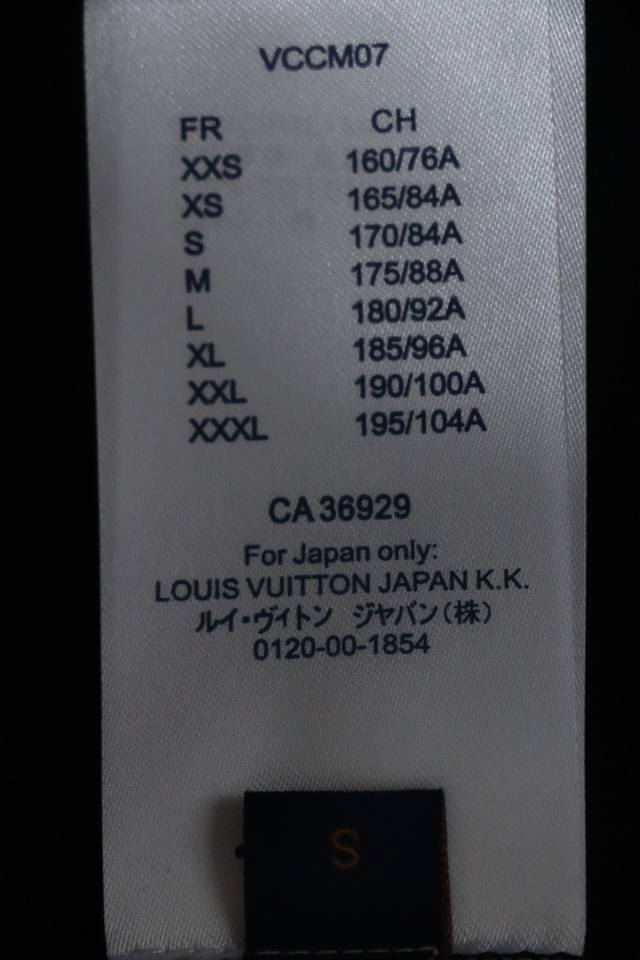 VCCM07
FR CH
XXS 160/76A
XS 165/84A
S 170/84A
M 175/88A
L 180/92A
XL 185/96A
XXL 190/100A
XXXL 195/104A
CA 36929
For Japan only:
LOUIS VUITTON JAPAN K.K.
ルイ・ヴィトン ジャパン(株)
0120-00-1854
S